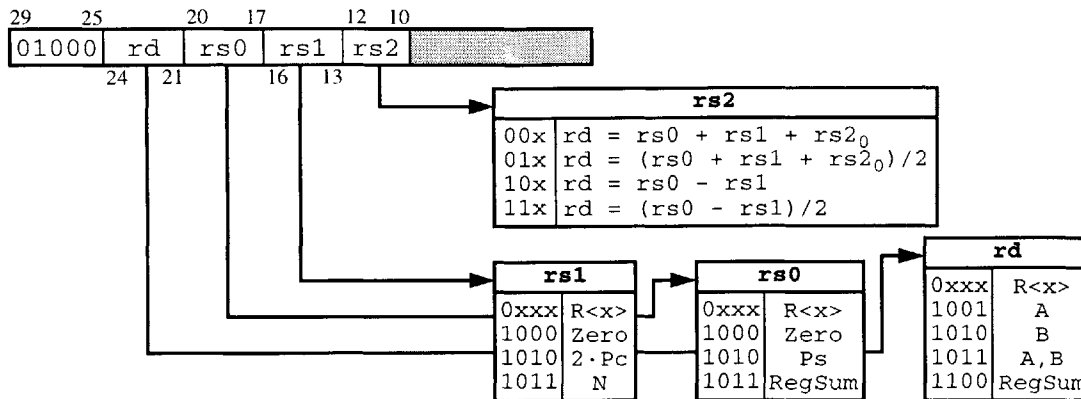 29 25 20 17 12 10
01000 rd rs0 rs1 rs2
24 21 16 13
rs2
00x rd = rs0 + rs1 + rs2₀
01x rd = (rs0 + rs1 + rs2₀)/2
10x rd = rs0 - rs1
11x rd = (rs0 - rs1)/2
rs1
0xxx R<x>
1000 Zero
1010 2·Pc
1011 N
rs0
0xxx R<x>
1000 Zero
1010 Ps
1011 RegSum
rd
0xxx R<x>
1001 A
1010 B
1011 A,B
1100 RegSum